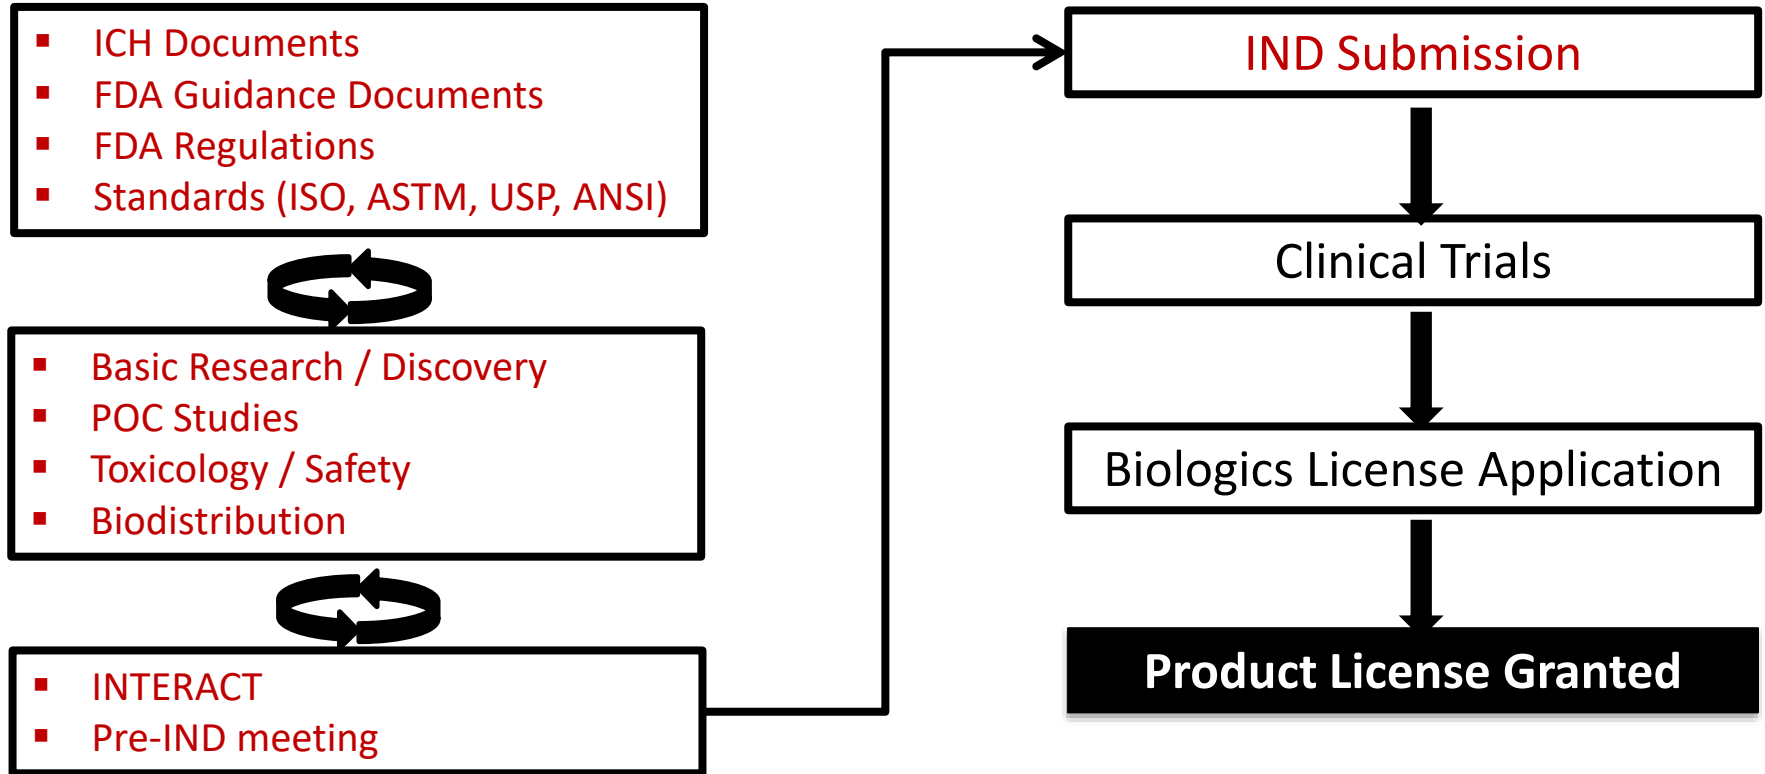 ▪ ICH Documents
▪ FDA Guidance Documents
▪ FDA Regulations
▪ Standards (ISO, ASTM, USP, ANSI)
▪ Basic Research / Discovery
▪ POC Studies
▪ Toxicology / Safety
▪ Biodistribution
▪ INTERACT
▪ Pre-IND meeting
IND Submission
Clinical Trials
Biologics License Application
Product License Granted